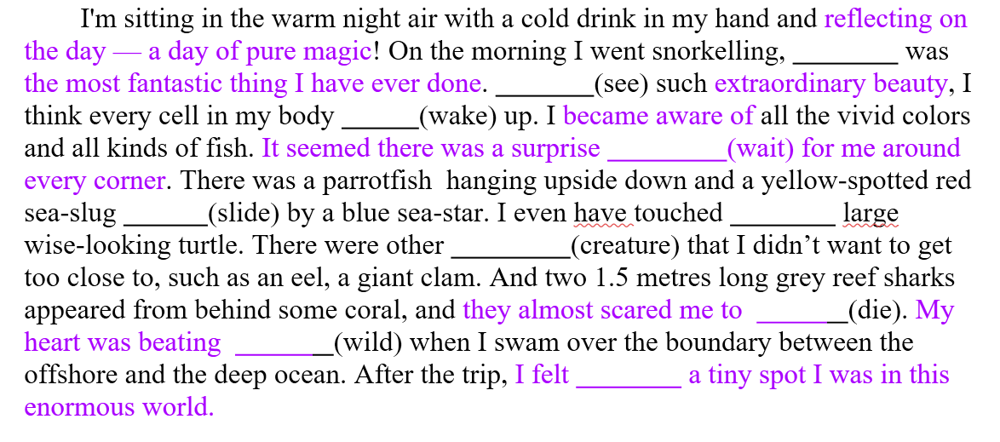 I'm sitting in the warm night air with a cold drink in my hand and reflecting on
the day — a day of pure magic! On the morning I went snorkelling, ________ was
the most fantastic thing I have ever done. _______(see) such extraordinary beauty, I
think every cell in my body ______(wake) up. I became aware of all the vivid colors
and all kinds of fish. It seemed there was a surprise _________(wait) for me around
every corner. There was a parrotfish hanging upside down and a yellow-spotted red
sea-slug ______(slide) by a blue sea-star. I even have touched ________ large
wise-looking turtle. There were other _________(creature) that I didn’t want to get
too close to, such as an eel, a giant clam. And two 1.5 metres long grey reef sharks
appeared from behind some coral, and they almost scared me to _______(die). My
heart was beating _______(wild) when I swam over the boundary between the
offshore and the deep ocean. After the trip, I felt ________ a tiny spot I was in this
enormous world.